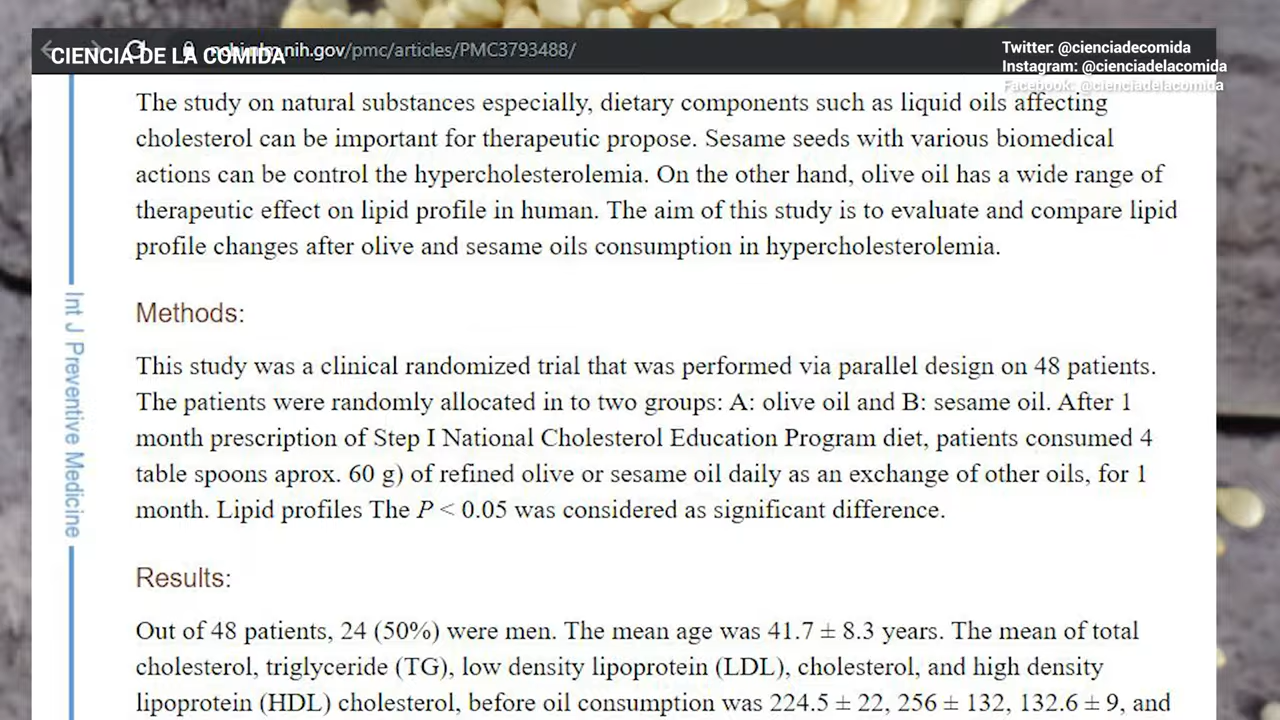 CIENCIA DE LA COMIDA
nih.gov/pmc/articles/PMC3793488/
Twitter: @cienciadecomida
Instagram: @cienciadelacomida
Facebook: @cienciadelacomida
The study on natural substances especially, dietary components such as liquid oils affecting
cholesterol can be important for therapeutic propose. Sesame seeds with various biomedical
actions can be control the hypercholesterolemia. On the other hand, olive oil has a wide range of
therapeutic effect on lipid profile in human. The aim of this study is to evaluate and compare lipid
profile changes after olive and sesame oils consumption in hypercholesterolemia.
Int J Preventive Medicine
Methods:
This study was a clinical randomized trial that was performed via parallel design on 48 patients.
The patients were randomly allocated in to two groups: A: olive oil and B: sesame oil. After 1
month prescription of Step I National Cholesterol Education Program diet, patients consumed 4
table spoons aprox. 60 g) of refined olive or sesame oil daily as an exchange of other oils, for 1
month. Lipid profiles The P < 0.05 was considered as significant difference.
Results:
Out of 48 patients, 24 (50%) were men. The mean age was 41.7 ± 8.3 years. The mean of total
cholesterol, triglyceride (TG), low density lipoprotein (LDL), cholesterol, and high density
lipoprotein (HDL) cholesterol, before oil consumption was 224.5 ± 22, 256 ± 132, 132.6 ± 9, and